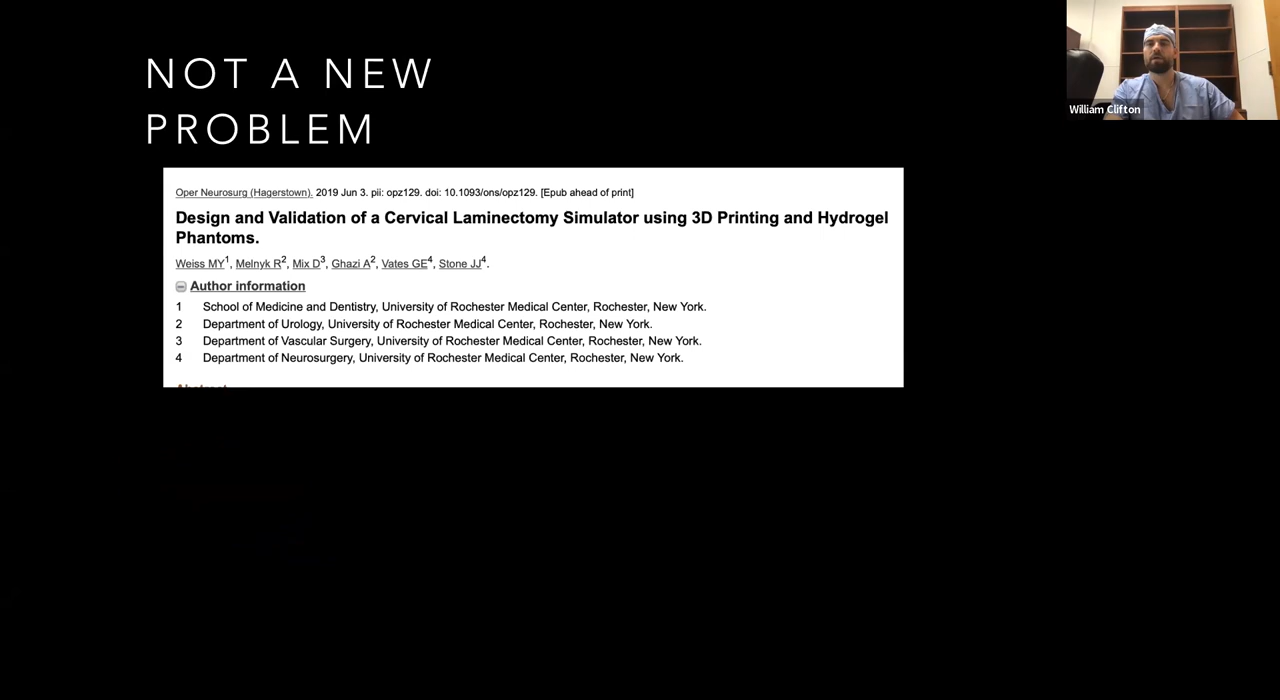 NOT A NEW
PROBLEM
William Clifton
Oper Neurosurg (Hagerstown). 2019 Jun 3. pii: opz129. doi: 10.1093/ons/opz129. [Epub ahead of print]
Design and Validation of a Cervical Laminectomy Simulator using 3D Printing and Hydrogel
Phantoms.
Weiss MY1, Melnyk R2, Mix D3, Ghazi A2, Vates GE4, Stone JJ4.
Author information
1 School of Medicine and Dentistry, University of Rochester Medical Center, Rochester, New York.
2 Department of Urology, University of Rochester Medical Center, Rochester, New York.
3 Department of Vascular Surgery, University of Rochester Medical Center, Rochester, New York.
4 Department of Neurosurgery, University of Rochester Medical Center, Rochester, New York.